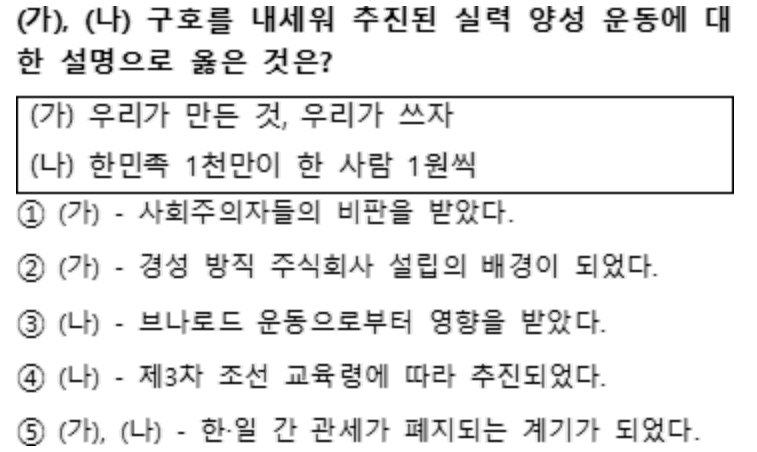 (가), (나) 구호를 내세워 추진된 실력 양성 운동에 대
한 설명으로 옳은 것은?
(가) 우리가 만든 것, 우리가 쓰자
(나) 한민족 1천만이 한 사람 1원씩
① (가) - 사회주의자들의 비판을 받았다.
② (가) - 경성 방직 주식회사 설립의 배경이 되었다.
③ (나) - 브나로드 운동으로부터 영향을 받았다.
④ (나) - 제3차 조선 교육령에 따라 추진되었다.
⑤ (가), (나) - 한·일 간 관세가 폐지되는 계기가 되었다.